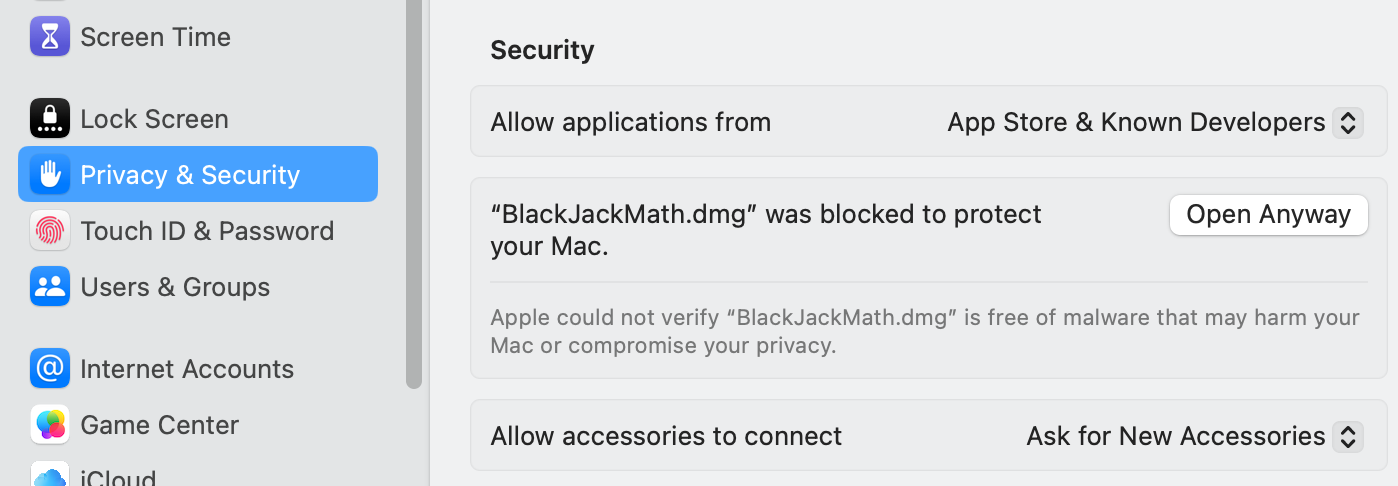 Screen Time
Lock Screen
Privacy & Security
Touch ID & Password
Users & Groups
Internet Accounts
Game Center
iCloud
Security
Allow applications from
App Store & Known Developers
“BlackJackMath.dmg” was blocked to protect
your Mac.
Open Anyway
Apple could not verify “BlackJackMath.dmg” is free of malware that may harm your
Mac or compromise your privacy.
Allow accessories to connect
Ask for New Accessories